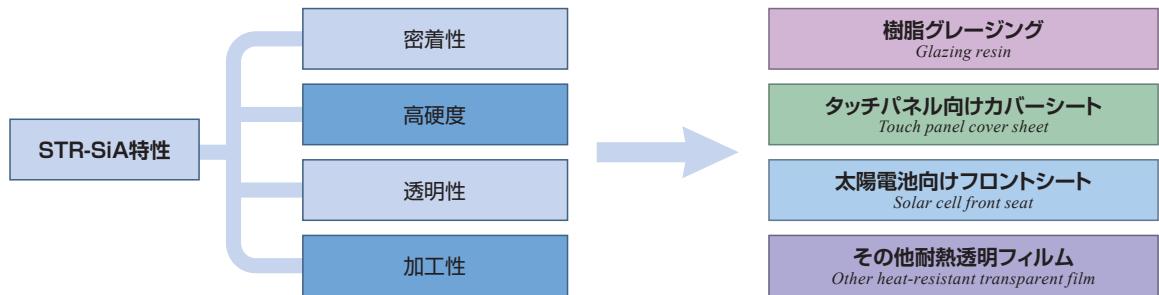 STR-SiA特性
密着性
高硬度
透明性
加工性
樹脂グレージング
Glazing resin
タッチパネル向けカバーシート
Touch panel cover sheet
太陽電池向けフロントシート
Solar cell front seat
その他耐熱透明フィルム
Other heat-resistant transparent film